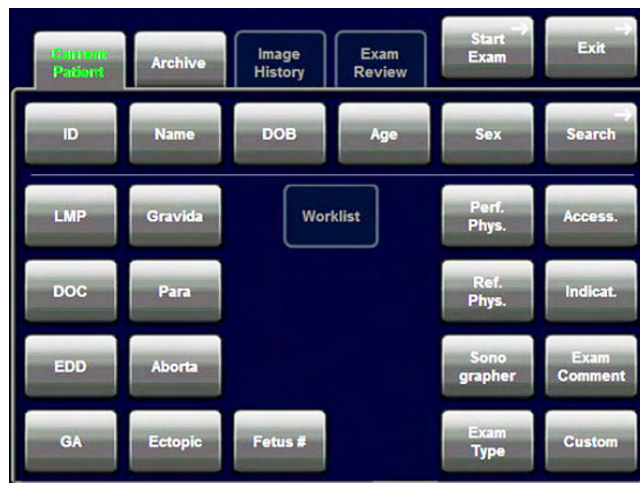 Current
Patient
Archive
Image
History
Exam
Review
Start
Exam
Exit
ID
Name
DOB
Age
Sex
Search
LMP
Gravida
Worklist
Perf.
Phys.
Access.
DOC
Para
Ref.
Phys.
Indicat.
EDD
Aborta
Sono
grapher
Exam
Comment
GA
Ectopic
Fetus #
Exam
Type
Custom